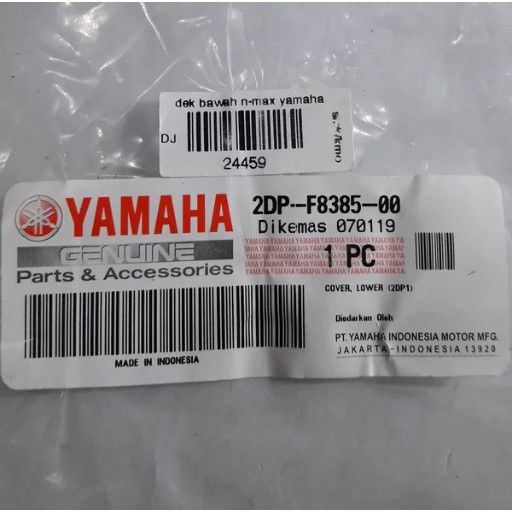 dek bawah n-max yamaha
DJ
24459
YAMAHA
GENUINE
Parts & Accessories
MADE IN INDONESIA
2DP-F8385-00
Dikemas 070119
1 PC
COVER, LOWER (2DP1)
Diedarkan Oleh
PT. YAMAHA INDONESIA MOTOR MFG.
JAKARTA - INDONESIA 13920